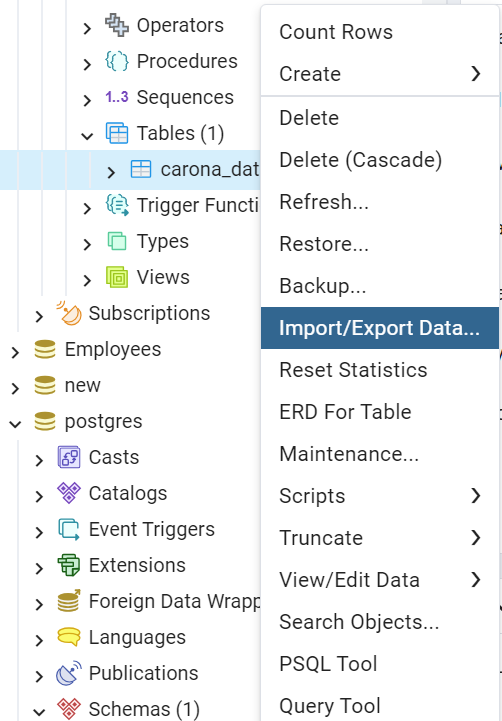 Operators
Procedures
1..3 Sequences
Tables (1)
carona_dat
Trigger Functi
Types
Views
Subscriptions
Employees
new
postgres
Casts
Catalogs
Event Triggers
Extensions
Foreign Data Wrapp
Languages
Publications
Schemas (1)
Count Rows
Create
Delete
Delete (Cascade)
Refresh...
Restore...
Backup...
Import/Export Data...
Reset Statistics
ERD For Table
Maintenance...
Scripts
Truncate
View/Edit Data
Search Objects...
PSQL Tool
Query Tool